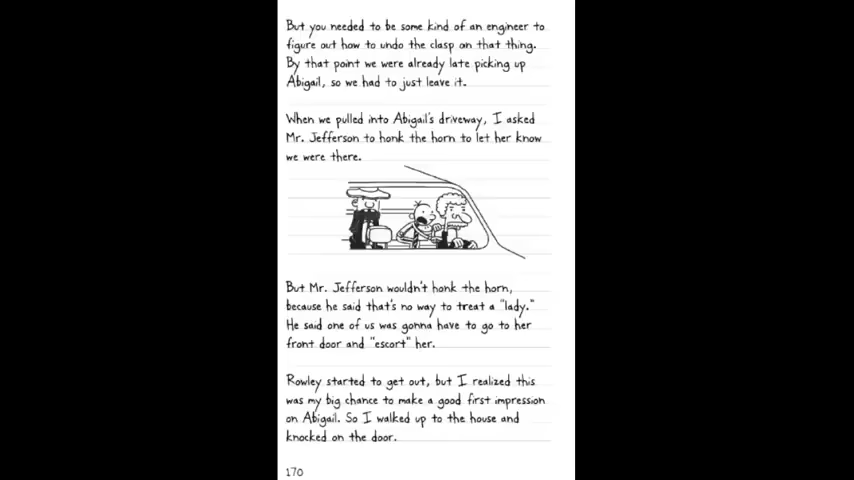 But you needed to be some kind of an engineer to
figure out how to undo the clasp on that thing.
By that point we were already late picking up
Abigail, so we had to just leave it.
When we pulled into Abigail's driveway, I asked
Mr. Jefferson to honk the horn to let her know
we were there.
But Mr. Jefferson wouldn't honk the horn,
because he said that's no way to treat a "lady."
He said one of us was gonna have to go to her
front door and "escort" her.
Rowley started to get out, but I realized this
was my big chance to make a good first impression
on Abigail. So I walked up to the house and
knocked on the door.
170